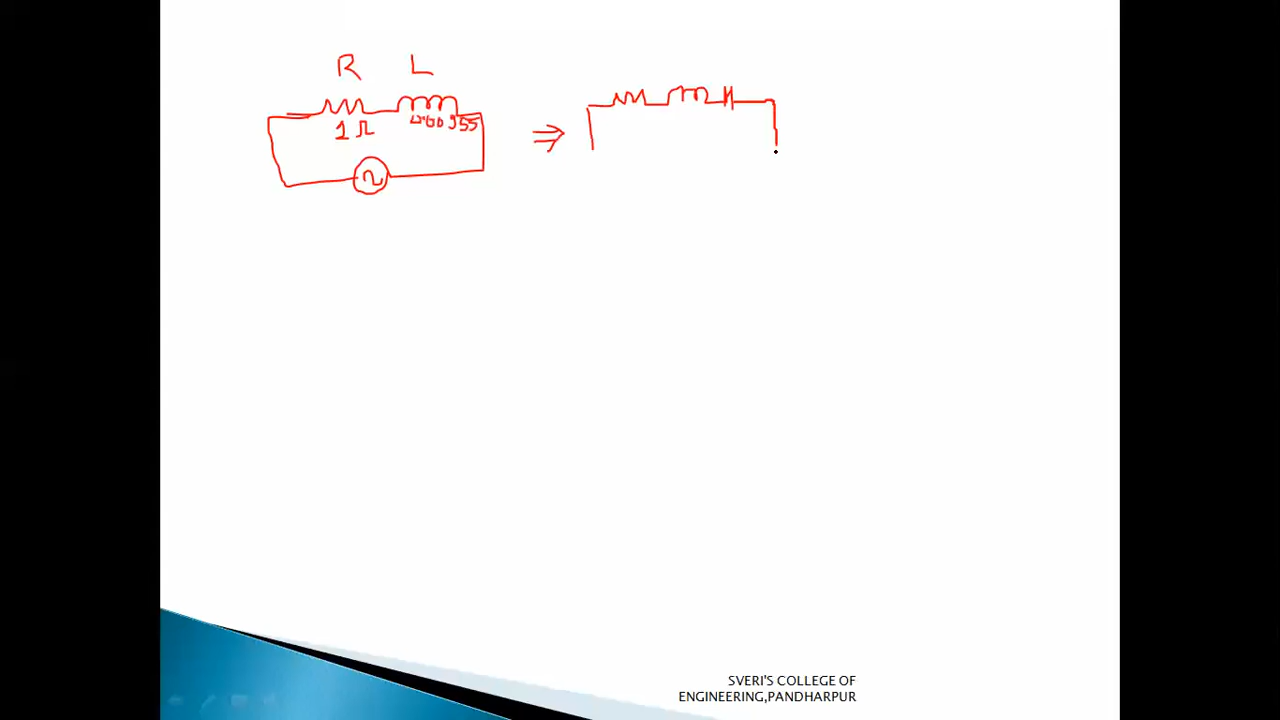 R L
1 Ω
SVERI'S COLLEGE OF
ENGINEERING,PANDHARPUR